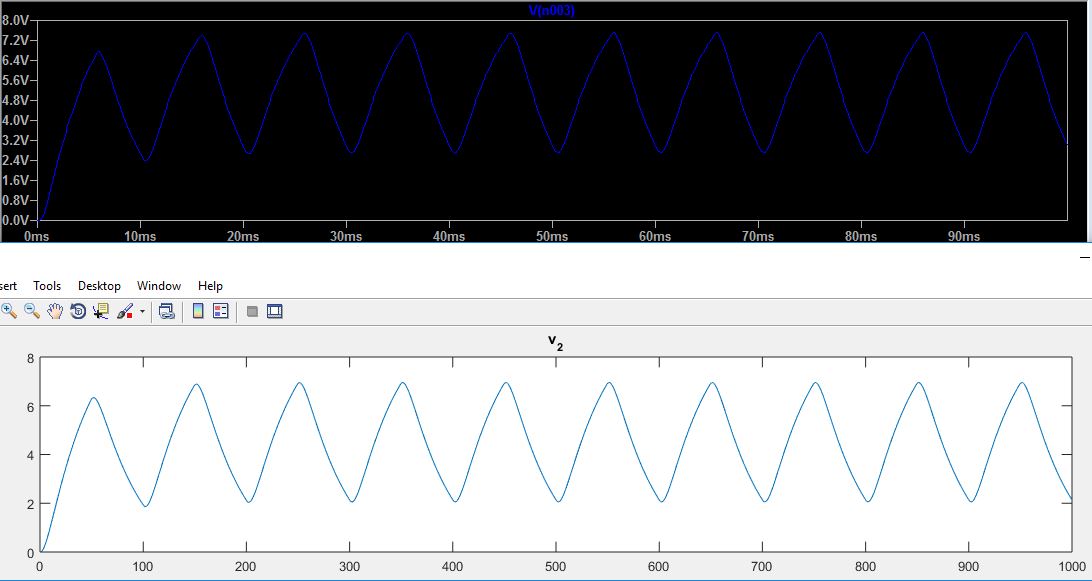 V(n003)
8.0V
7.2V
6.4V
5.6V
4.8V
4.0V
3.2V
2.4V
1.6V
0.8V
0.0V
0ms 10ms 20ms 30ms 40ms 50ms 60ms 70ms 80ms 90ms
sert Tools Desktop Window Help
v2
8
6
4
2
0
0 100 200 300 400 500 600 700 800 900 1000